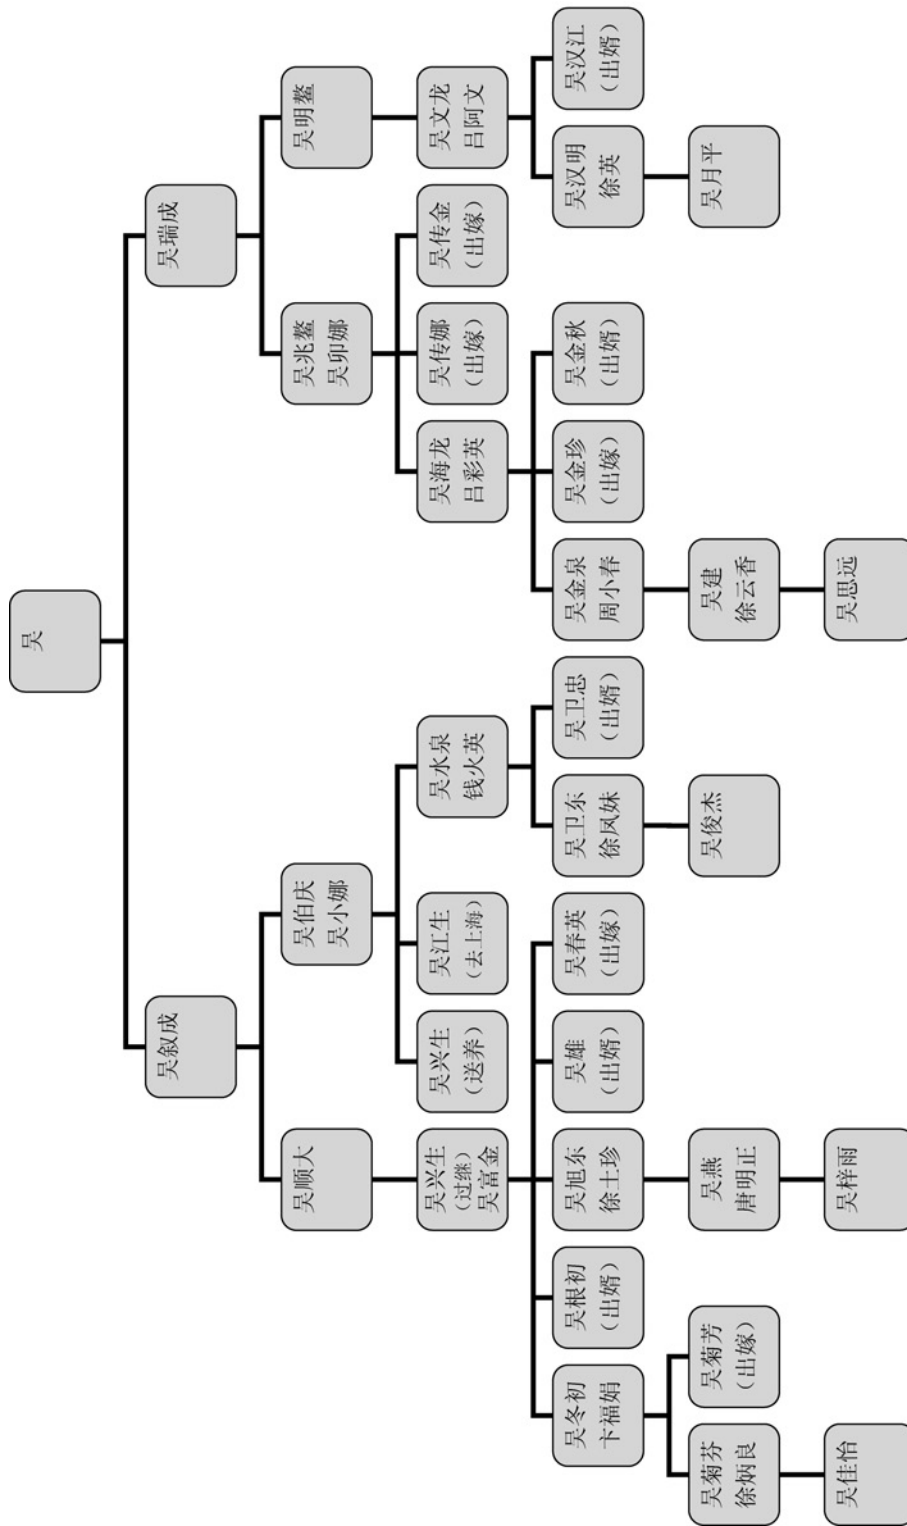 吴
吴叙成
吴瑞成
吴顺大
吴伯庆
吴小娜
吴兆鳌
吴卯娜
吴明鳌
吴兴生
（过继）
吴富金
吴兴生
（送养）
吴江生
（去上海）
吴水泉
钱火英
吴海龙
吕彩英
吴传娜
（出嫁）
吴传金
（出嫁）
吴文龙
吕阿文
吴冬初
卞福娟
吴根初
（出婿）
吴旭东
徐土珍
吴雄
（出婿）
吴春英
（出嫁）
吴卫东
徐凤妹
吴卫忠
（出婿）
吴金泉
周小春
吴金珍
（出嫁）
吴金秋
（出婿）
吴汉明
徐英
吴汉江
（出婿）
吴菊芬
徐炳良
吴菊芳
（出嫁）
吴燕
唐明正
吴俊杰
吴建
徐云香
吴月平
吴佳怡
吴梓雨
吴思远